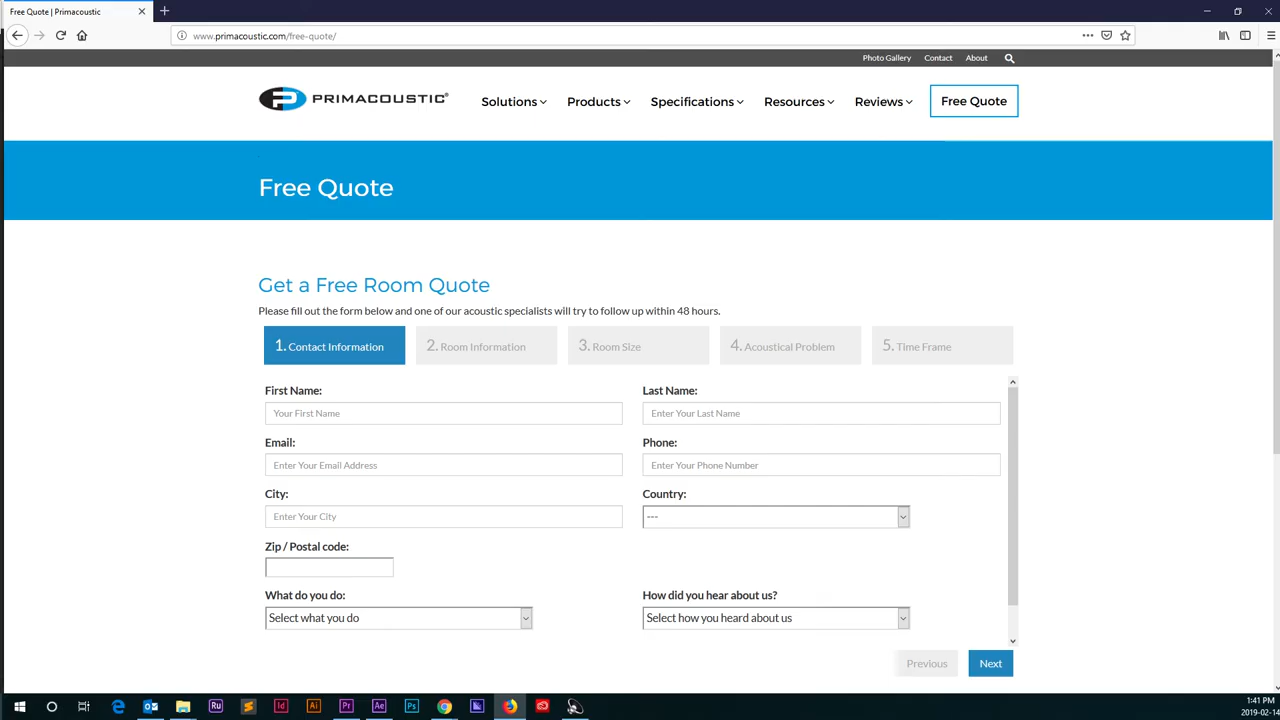 Free Quote | Primacoustic
www.primacoustic.com/free-quote/
Photo Gallery Contact About
PRIMACOUSTIC®
Solutions Products Specifications Resources Reviews Free Quote
Free Quote
Get a Free Room Quote
Please fill out the form below and one of our acoustic specialists will try to follow up within 48 hours.
1. Contact Information 2. Room Information 3. Room Size 4. Acoustical Problem 5. Time Frame
First Name: Last Name:
Your First Name Enter Your Last Name
Email: Phone:
Enter Your Email Address Enter Your Phone Number
City: Country:
Enter Your City ---
Zip / Postal code:
What do you do: How did you hear about us?
Select what you do Select how you heard about us
Previous Next
Ru Id Ai Pr Ae Ps
1:41 PM
2019-02-14